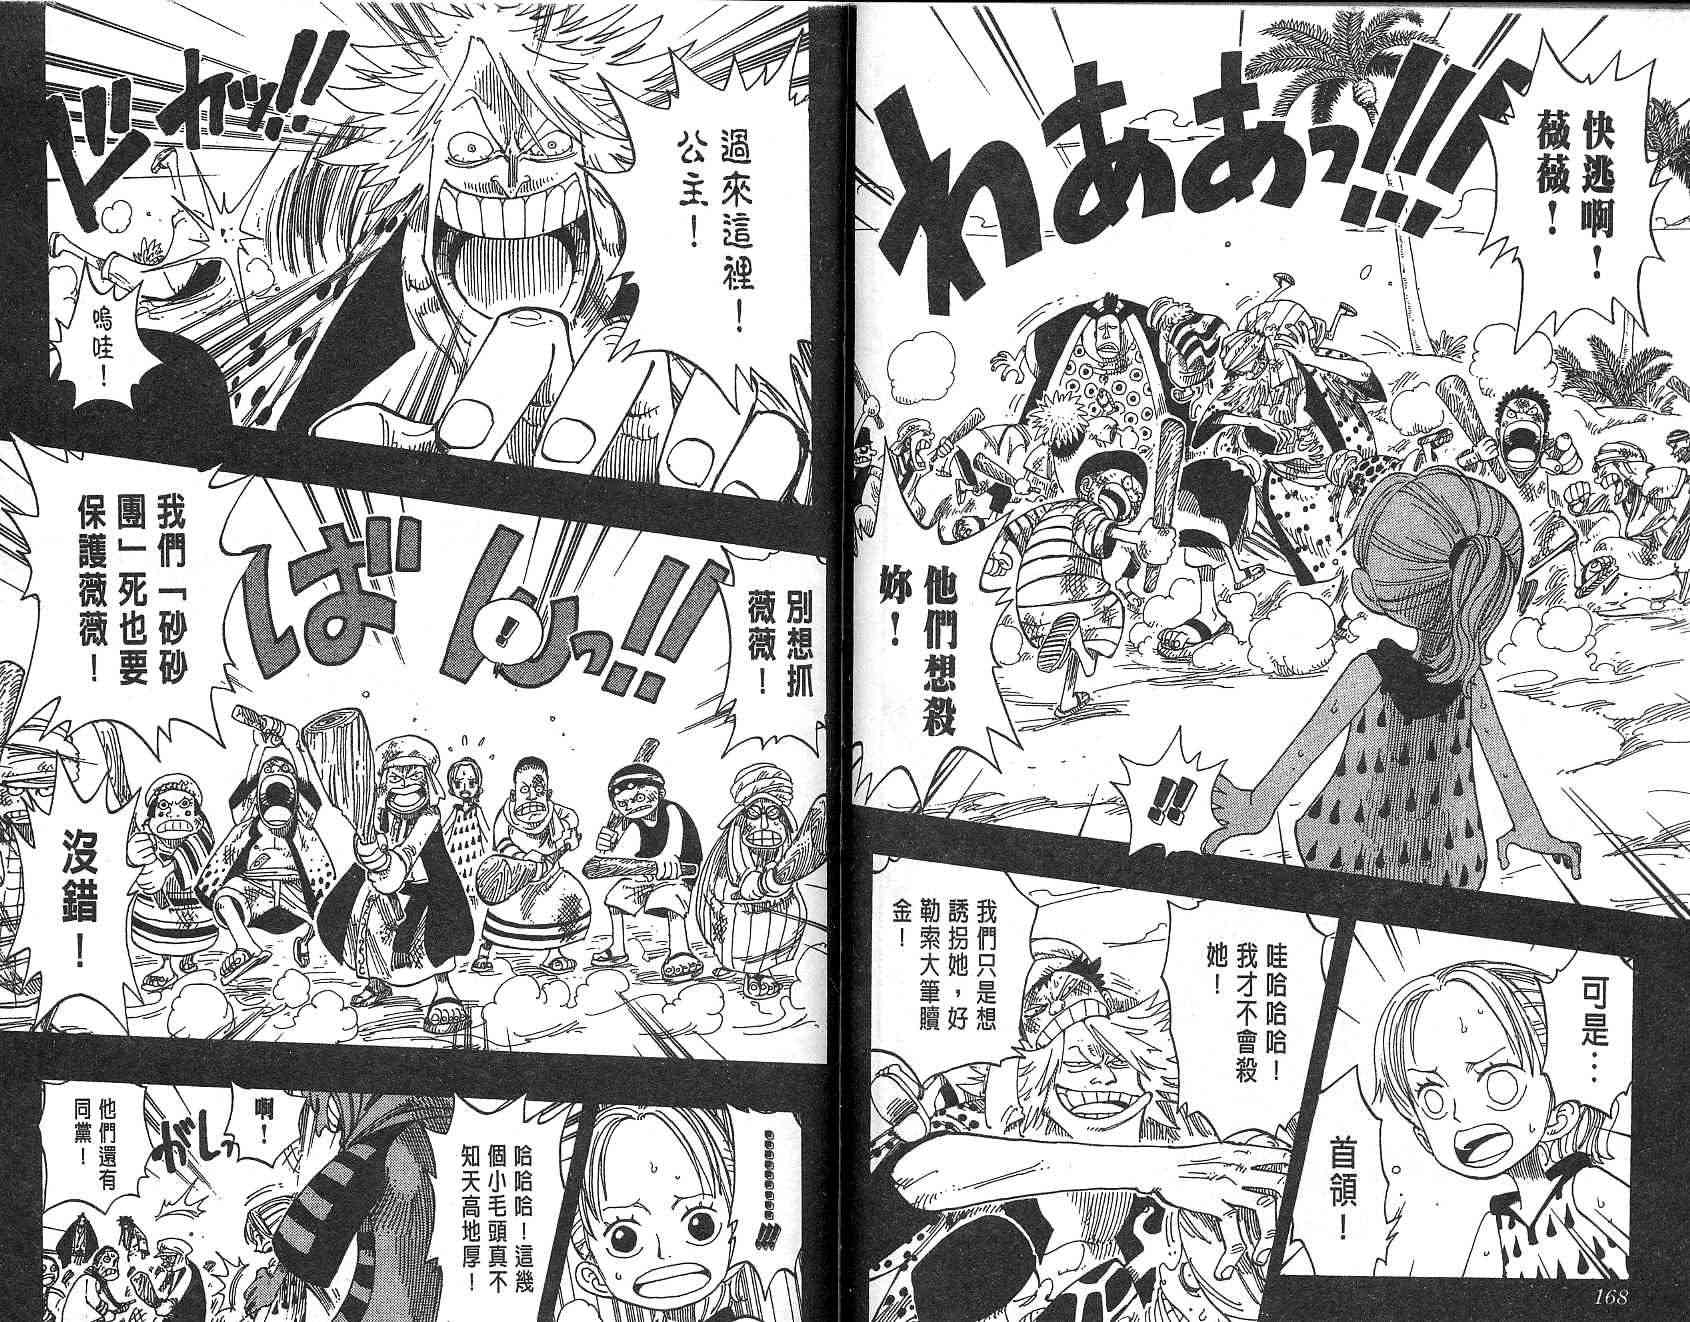 快逃啊！
薇薇！
わああっ!!!
他們想殺
妳！
!!
可是…
首領！
哇哈哈哈！
我才不會殺
她！
我們只是想
誘拐她，好
勒索大筆贖
金！
168
過來這裡！
公主！
ドカッ!!
嗚哇！
別想抓
薇薇！
ばんっ!!
!
我們「砂砂
團」死也要
保護薇薇！
沒錯！
…………!!!
哈哈哈！這幾
個小毛頭真不
知天高地厚！
啊！
がしっ
他們還有
同黨！